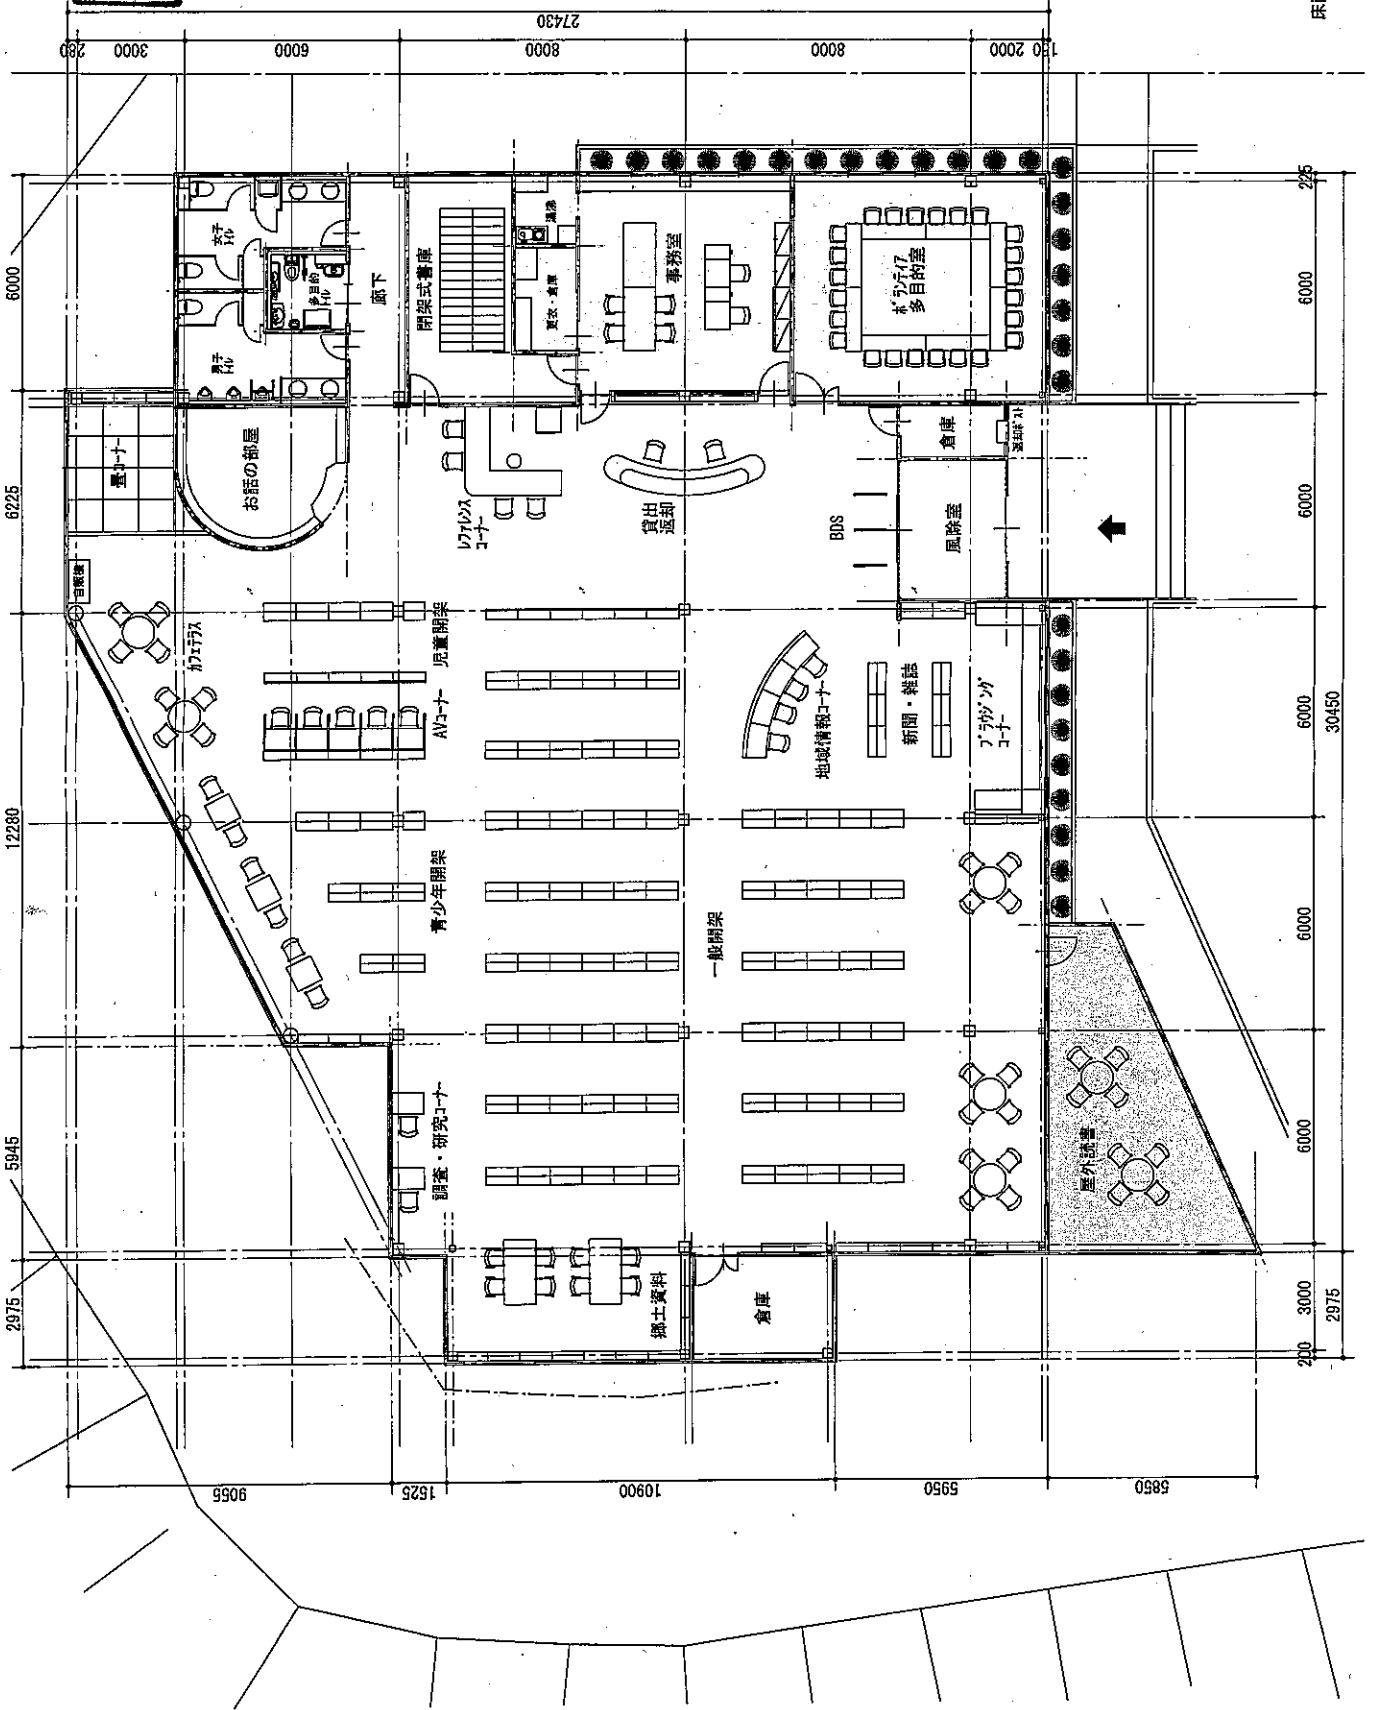 27430
280
3000
6000
8000
8000
2000
150
床
6000
6225
12280
5945
2975
女子
トイレ
多目的
トイレ
男子
トイレ
廊下
閉架式書庫
湯沸
更衣・倉庫
事務室
ボランティア
多目的室
畳コーナー
お話の部屋
レファレンス
コーナー
貸出
返却
BDS
倉庫
返却ポスト
風除室
自販機
カフェテラス
児童開架
AVコーナー
地域情報コーナー
新聞・雑誌
ブラウジング
コーナー
青少年開架
一般開架
調査・研究コーナー
屋外読書
郷土資料
倉庫
225
6000
6000
6000
6000
6000
30450
3000
200
2975
9055
1525
10900
5950
5850